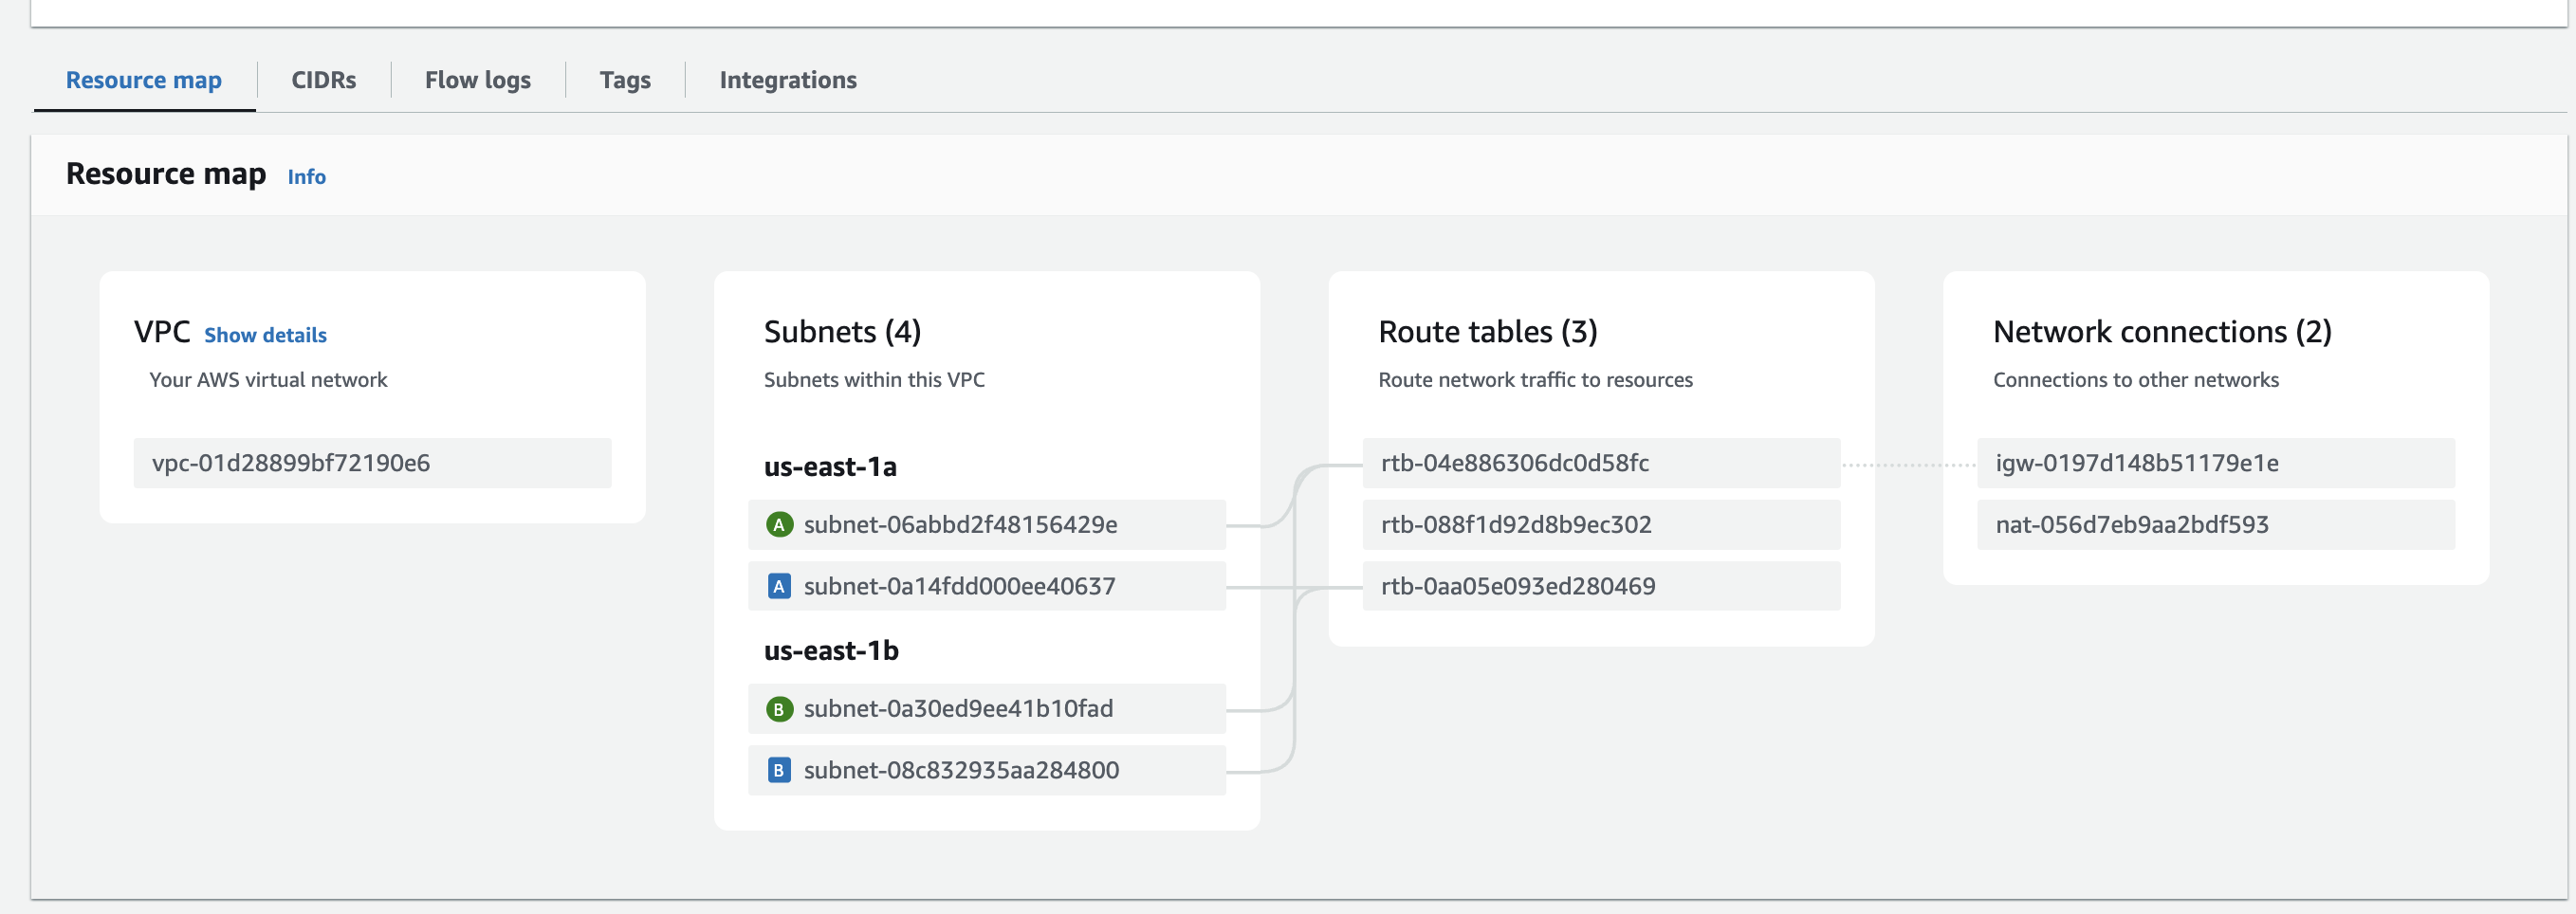 Resource map
CIDRs
Flow logs
Tags
Integrations
Resource map Info
VPC Show details
Your AWS virtual network
vpc-01d28899bf72190e6
Subnets (4)
Subnets within this VPC
us-east-1a
A subnet-06abbd2f48156429e
A subnet-0a14fdd000ee40637
us-east-1b
B subnet-0a30ed9ee41b10fad
B subnet-08c832935aa284800
Route tables (3)
Route network traffic to resources
rtb-04e886306dc0d58fc
rtb-088f1d92d8b9ec302
rtb-0aa05e093ed280469
Network connections (2)
Connections to other networks
igw-0197d148b51179e1e
nat-056d7eb9aa2bdf593